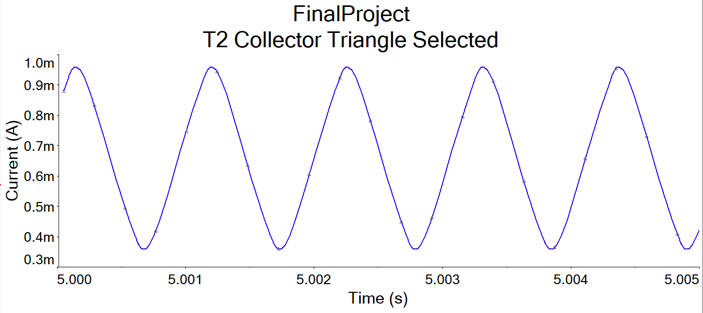 FinalProject
T2 Collector Triangle Selected
Current (A)
1.0m
0.9m
0.8m
0.7m
0.6m
0.5m
0.4m
0.3m
5.000 5.001 5.002 5.003 5.004 5.005
Time (s)